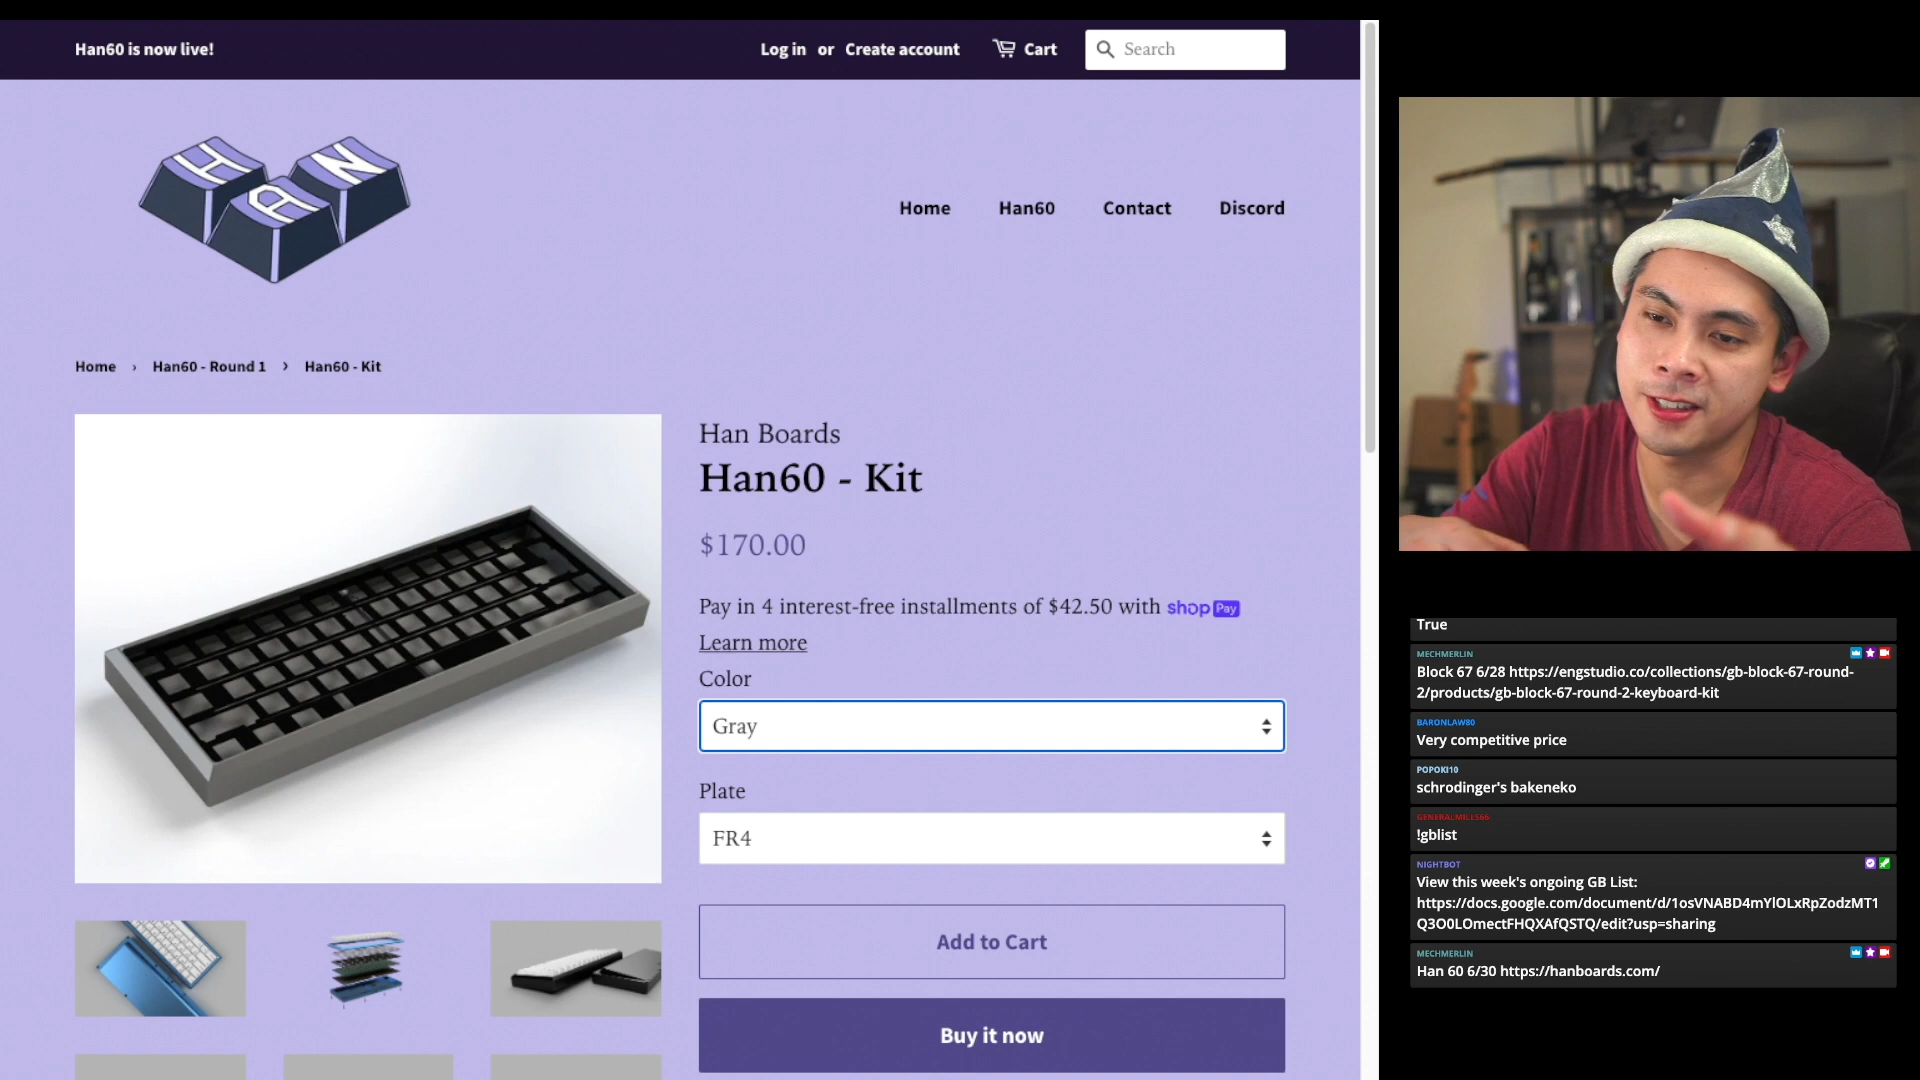 Han60 is now live!
Log in or Create account Cart Search
HAN
Home Han60 Contact Discord
Home › Han60 - Round 1 › Han60 - Kit
Han Boards
Han60 - Kit
$170.00
Pay in 4 interest-free installments of $42.50 with shop Pay
Learn more
Color
Gray
Plate
FR4
Add to Cart
Buy it now
True
MECHMERLIN
Block 67 6/28 https://engstudio.co/collections/gb-block-67-round-
2/products/gb-block-67-round-2-keyboard-kit
BARONLAW80
Very competitive price
POPOKI10
schrodinger's bakeneko
GENERALMILLS66
!gblist
NIGHTBOT
View this week's ongoing GB List:
https://docs.google.com/document/d/1osVNABD4mYlOLxRpZodzMT1
Q3O0LOmectFHQXAfQSTQ/edit?usp=sharing
MECHMERLIN
Han 60 6/30 https://hanboards.com/